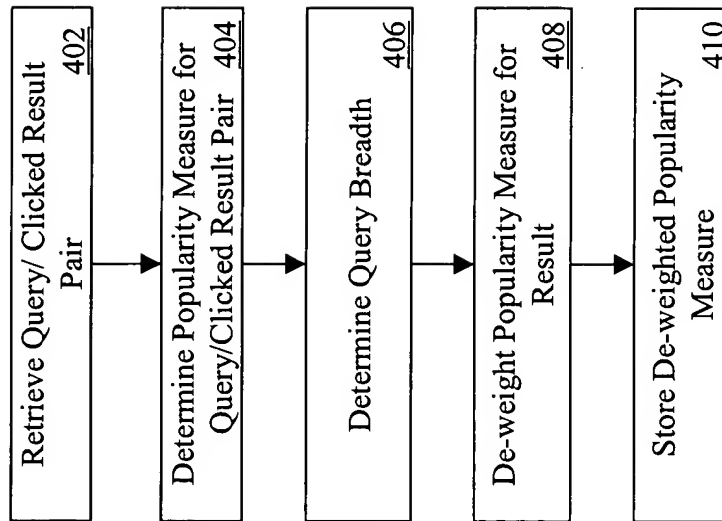 Retrieve Query/ Clicked Result
Pair
402
Determine Popularity Measure for
Query/Clicked Result Pair
404
Determine Query Breadth
406
De-weight Popularity Measure for
Result
408
Store De-weighted Popularity
Measure
410